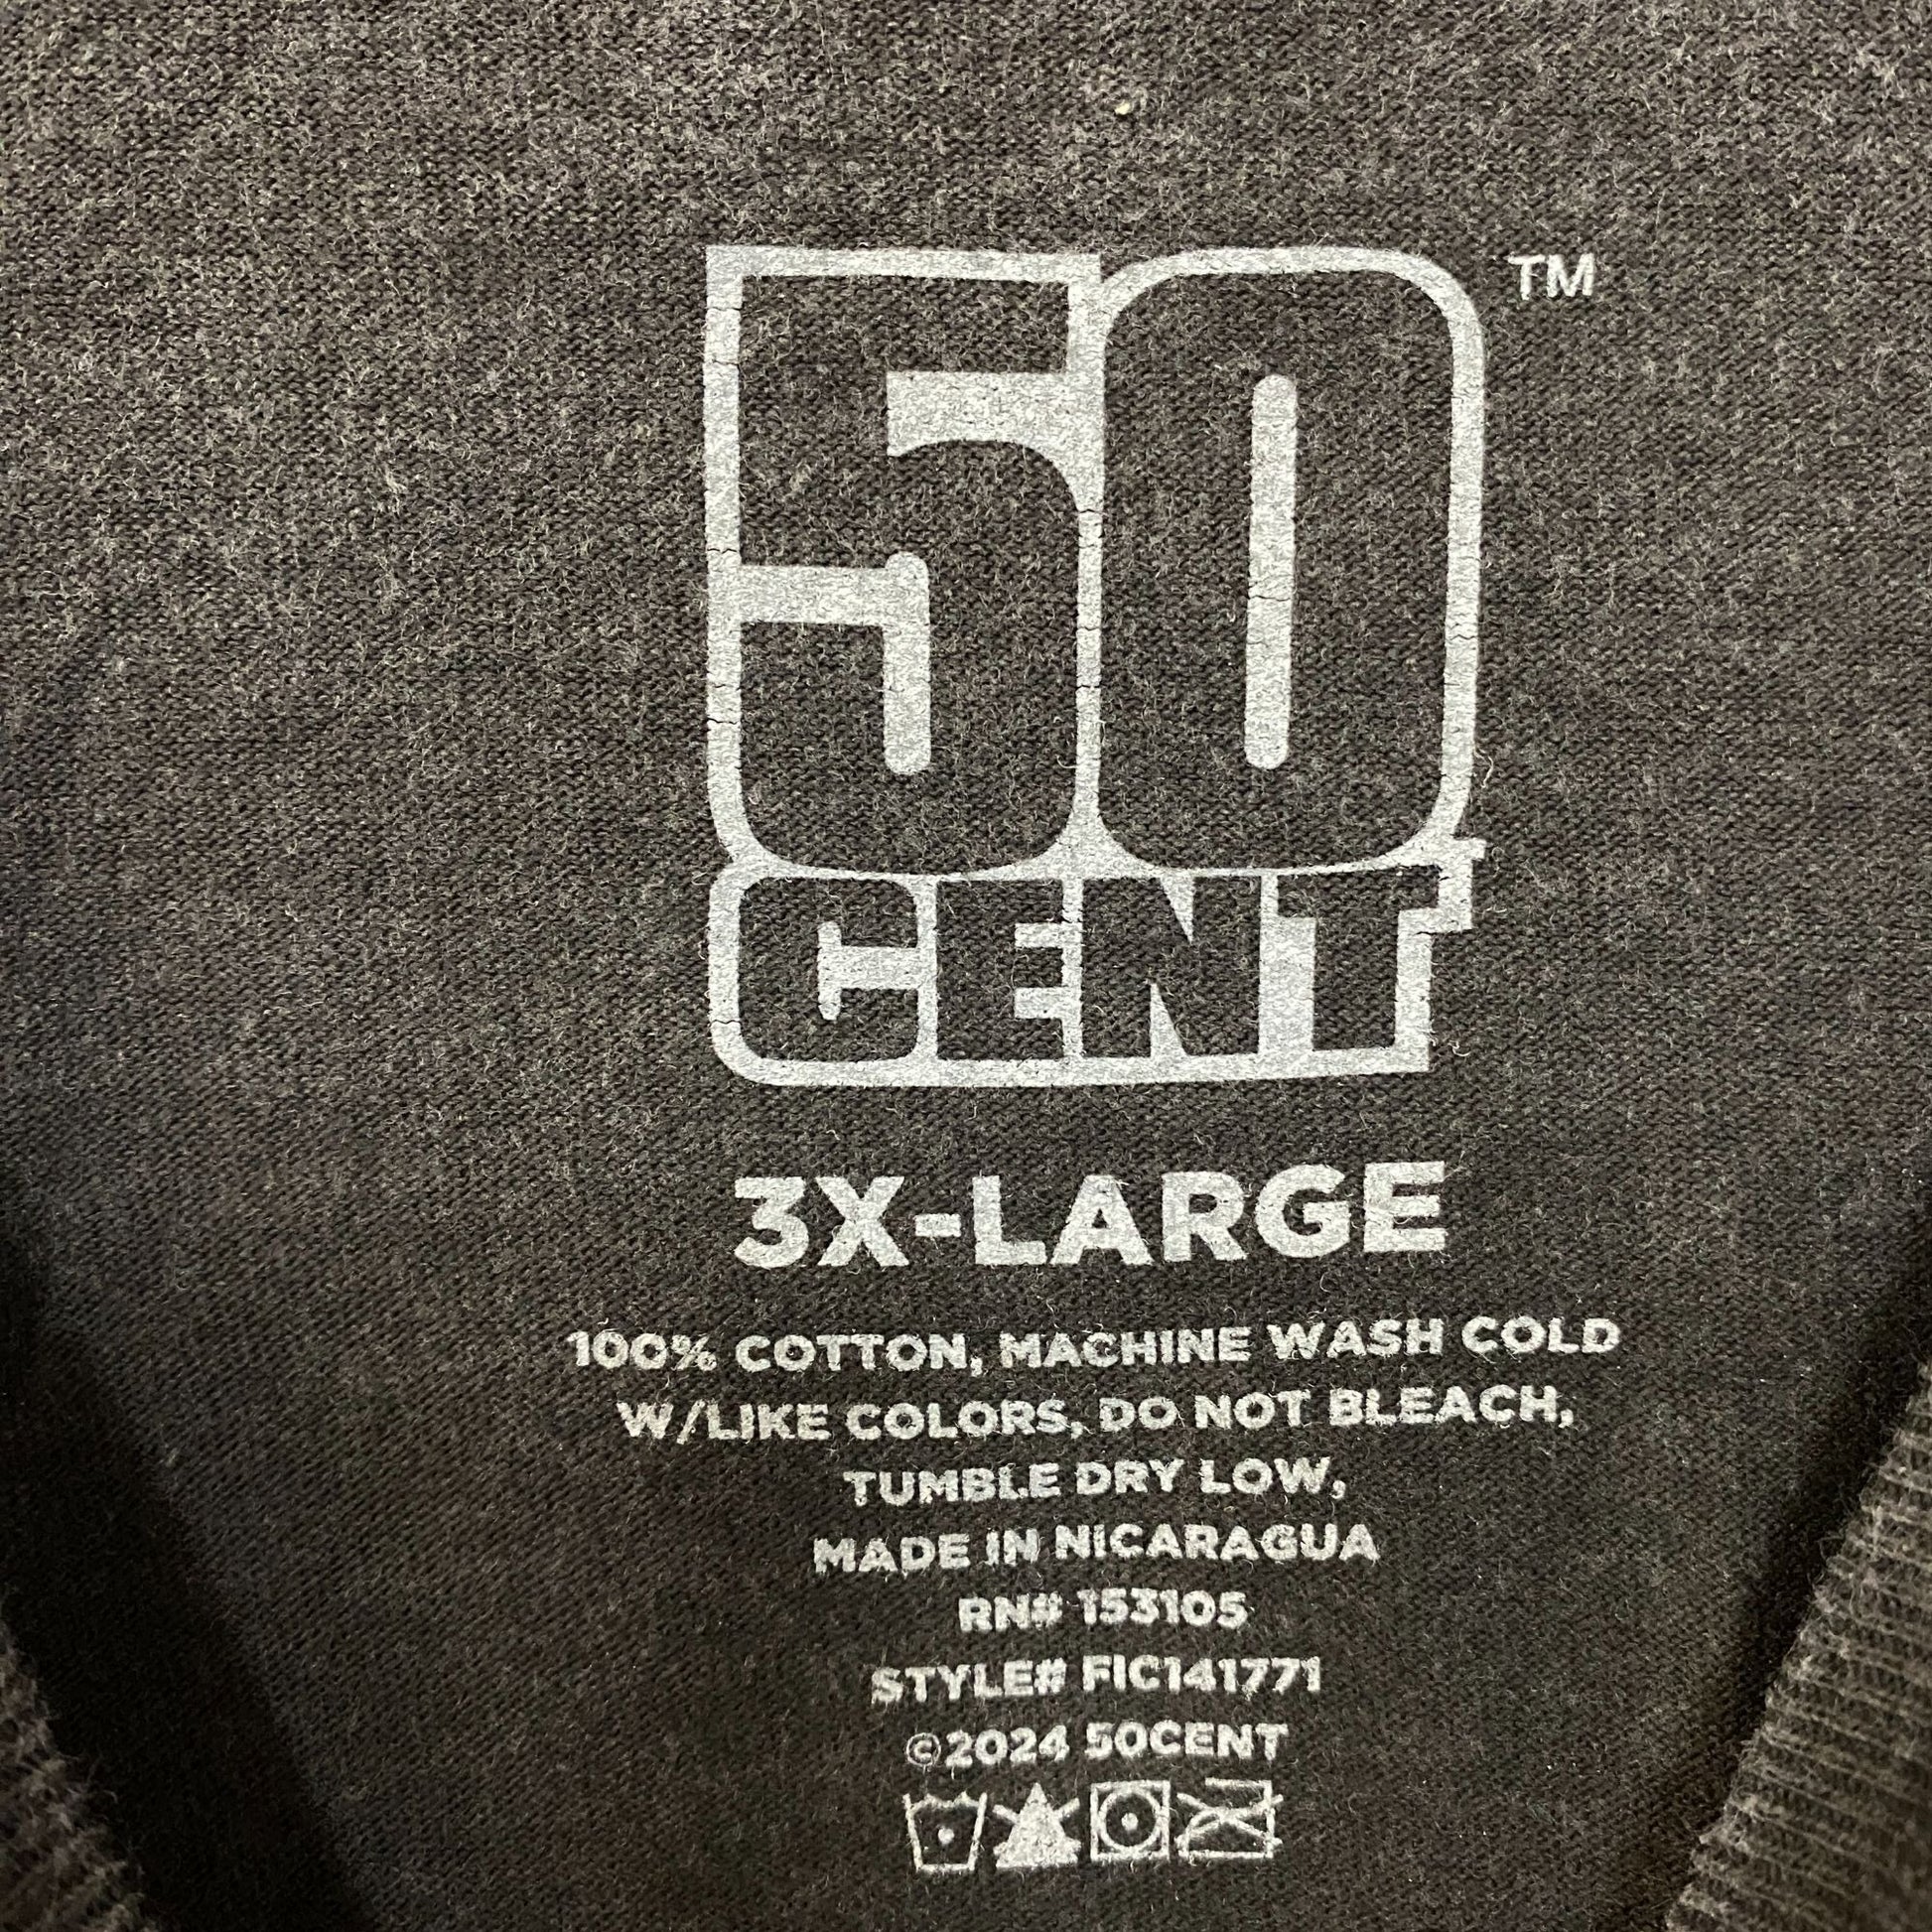 50 ™
CENT
3X-LARGE
100% COTTON, MACHINE WASH COLD
W/LIKE COLORS, DO NOT BLEACH,
TUMBLE DRY LOW,
MADE IN NICARAGUA
RN# 153105
STYLE# FIC141771
©2024 50CENT